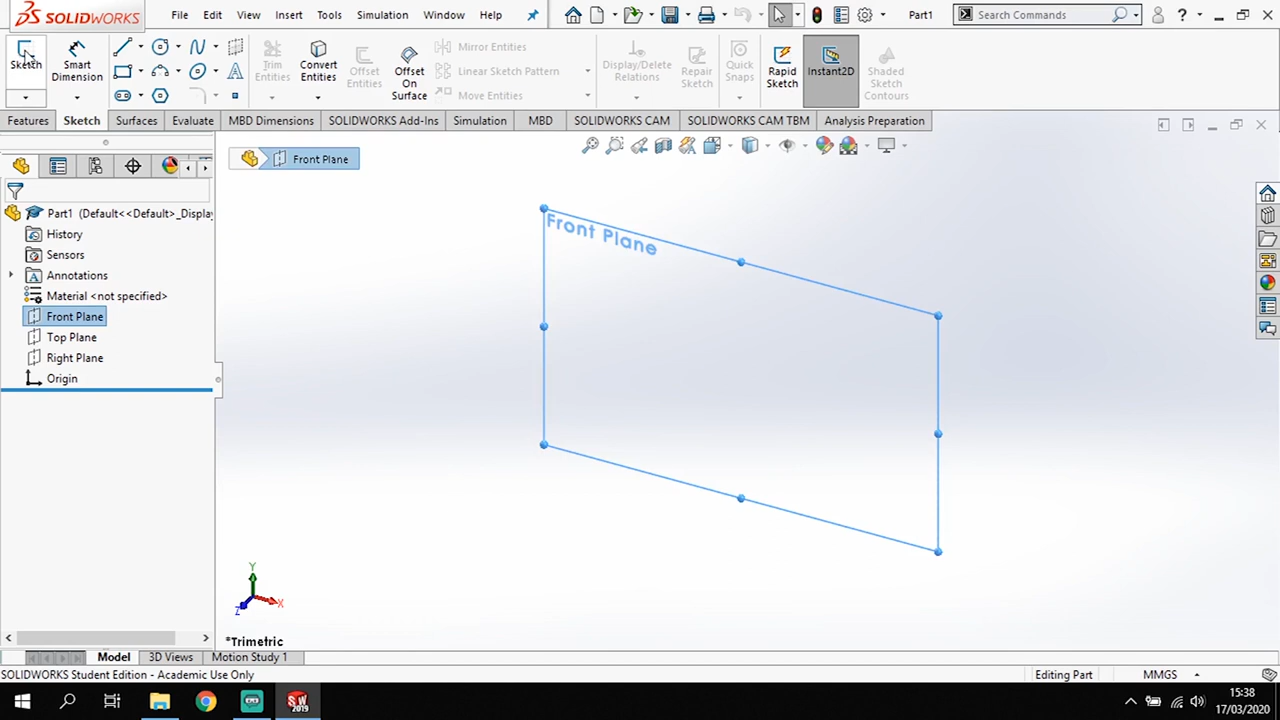 SOLIDWORKS File Edit View Insert Tools Simulation Window Help Part1 Search Commands ?
Sketch Smart Dimension Trim Entities Convert Entities Offset Entities Offset On Surface Mirror Entities Linear Sketch Pattern Move Entities Display/Delete Relations Repair Sketch Quick Snaps Rapid Sketch Instant2D Shaded Sketch Contours
Features Sketch Surfaces Evaluate MBD Dimensions SOLIDWORKS Add-Ins Simulation MBD SOLIDWORKS CAM SOLIDWORKS CAM TBM Analysis Preparation
Front Plane
Part1 (Default<<Default>_Display
History
Sensors
Annotations
Material <not specified>
Front Plane
Top Plane
Right Plane
Origin
Front Plane
Y
X
Z
*Trimetric
Model 3D Views Motion Study 1
SOLIDWORKS Student Edition - Academic Use Only Editing Part MMGS
SW 2019
15:38
17/03/2020